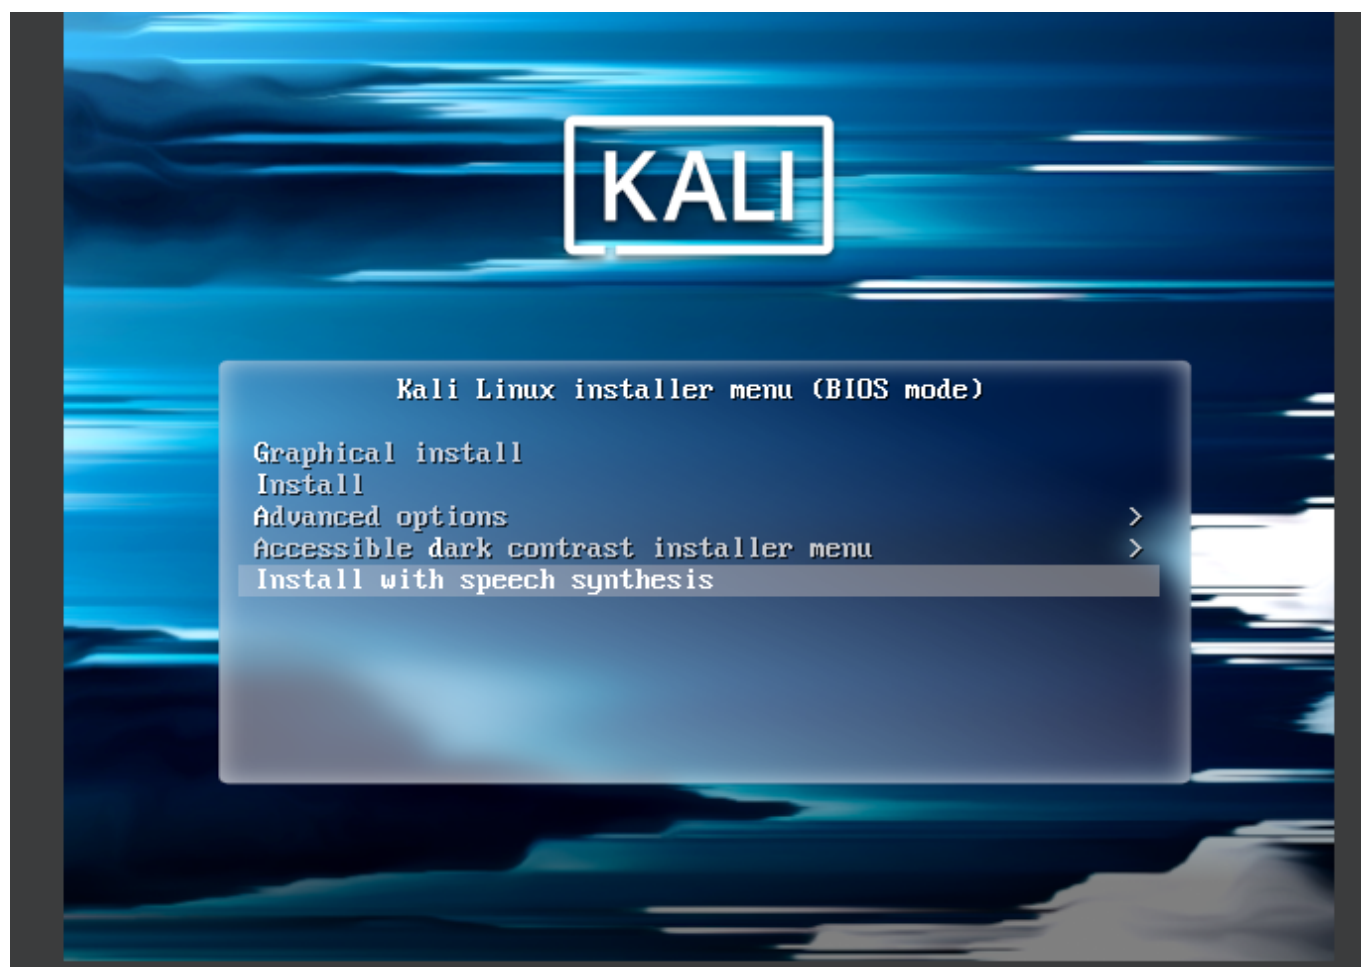 KALI
Kali Linux installer menu (BIOS mode)
Graphical install
Install
Advanced options >
Accessible dark contrast installer menu >
Install with speech synthesis